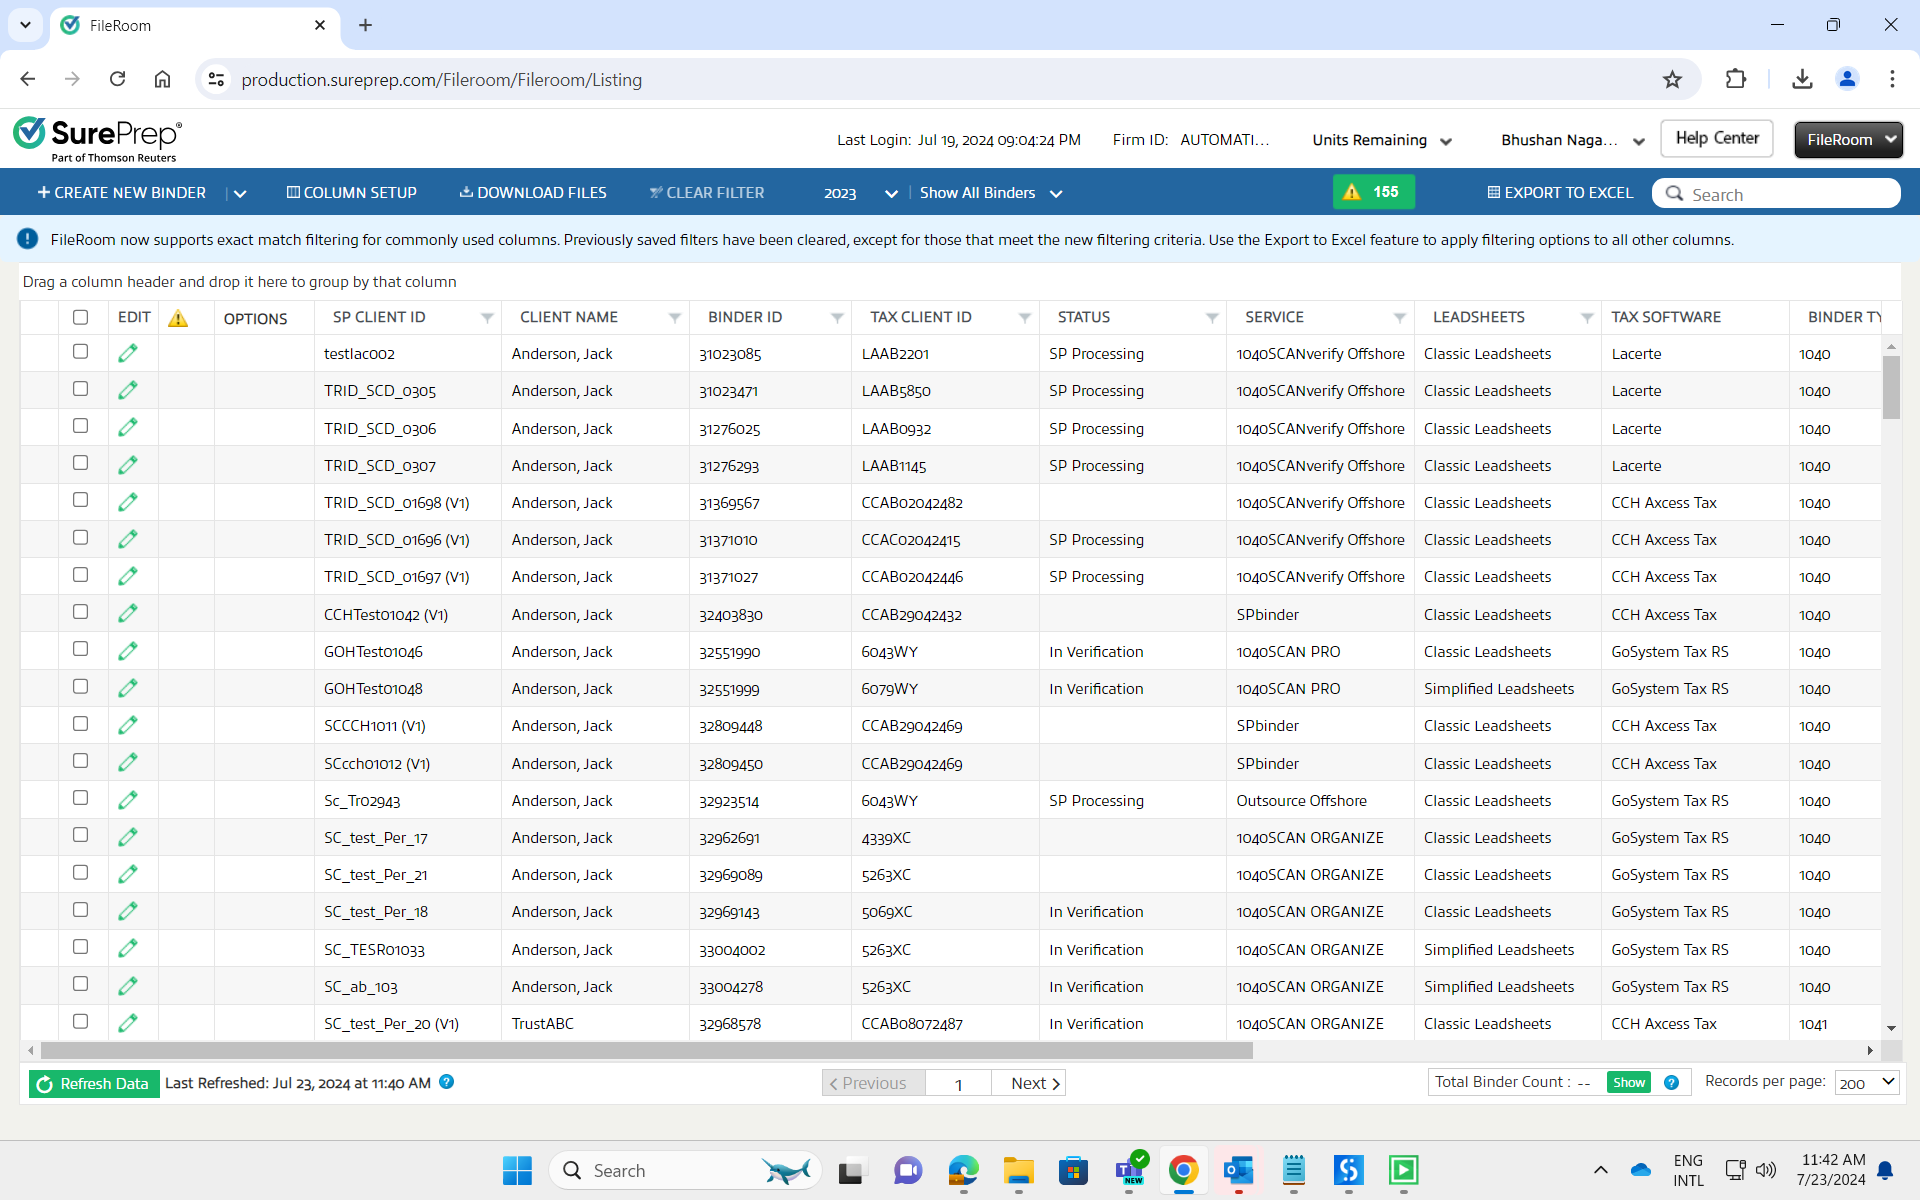 FileRoom
production.sureprep.com/Fileroom/Fileroom/Listing
SurePrep®
Part of Thomson Reuters
Last Login: Jul 19, 2024 09:04:24 PM Firm ID: AUTOMATI... Units Remaining Bhushan Naga... Help Center FileRoom
+ CREATE NEW BINDER COLUMN SETUP DOWNLOAD FILES CLEAR FILTER 2023 Show All Binders 155 EXPORT TO EXCEL Search
FileRoom now supports exact match filtering for commonly used columns. Previously saved filters have been cleared, except for those that meet the new filtering criteria. Use the Export to Excel feature to apply filtering options to all other columns.
Drag a column header and drop it here to group by that column
EDIT OPTIONS SP CLIENT ID CLIENT NAME BINDER ID TAX CLIENT ID STATUS SERVICE LEADSHEETS TAX SOFTWARE BINDER TY
testlac002 Anderson, Jack 31023085 LAAB2201 SP Processing 1040SCANverify Offshore Classic Leadsheets Lacerte 1040
TRID_SCD_0305 Anderson, Jack 31023471 LAAB5850 SP Processing 1040SCANverify Offshore Classic Leadsheets Lacerte 1040
TRID_SCD_0306 Anderson, Jack 31276025 LAAB0932 SP Processing 1040SCANverify Offshore Classic Leadsheets Lacerte 1040
TRID_SCD_0307 Anderson, Jack 31276293 LAAB1145 SP Processing 1040SCANverify Offshore Classic Leadsheets Lacerte 1040
TRID_SCD_01698 (V1) Anderson, Jack 31369567 CCAB02042482 1040SCANverify Offshore Classic Leadsheets CCH Axcess Tax 1040
TRID_SCD_01696 (V1) Anderson, Jack 31371010 CCAC02042415 SP Processing 1040SCANverify Offshore Classic Leadsheets CCH Axcess Tax 1040
TRID_SCD_01697 (V1) Anderson, Jack 31371027 CCAB02042446 SP Processing 1040SCANverify Offshore Classic Leadsheets CCH Axcess Tax 1040
CCHTest01042 (V1) Anderson, Jack 32403830 CCAB29042432 SPbinder Classic Leadsheets CCH Axcess Tax 1040
GOHTest01046 Anderson, Jack 32551990 6043WY In Verification 1040SCAN PRO Classic Leadsheets GoSystem Tax RS 1040
GOHTest01048 Anderson, Jack 32551999 6079WY In Verification 1040SCAN PRO Simplified Leadsheets GoSystem Tax RS 1040
SCCCH1011 (V1) Anderson, Jack 32809448 CCAB29042469 SPbinder Classic Leadsheets CCH Axcess Tax 1040
SCcch01012 (V1) Anderson, Jack 32809450 CCAB29042469 SPbinder Classic Leadsheets CCH Axcess Tax 1040
Sc_Tr02943 Anderson, Jack 32923514 6043WY SP Processing Outsource Offshore Classic Leadsheets GoSystem Tax RS 1040
SC_test_Per_17 Anderson, Jack 32962691 4339XC 1040SCAN ORGANIZE Classic Leadsheets GoSystem Tax RS 1040
SC_test_Per_21 Anderson, Jack 32969089 5263XC 1040SCAN ORGANIZE Classic Leadsheets GoSystem Tax RS 1040
SC_test_Per_18 Anderson, Jack 32969143 5069XC In Verification 1040SCAN ORGANIZE Classic Leadsheets GoSystem Tax RS 1040
SC_TESR01033 Anderson, Jack 33004002 5263XC In Verification 1040SCAN ORGANIZE Simplified Leadsheets GoSystem Tax RS 1040
SC_ab_103 Anderson, Jack 33004278 5263XC In Verification 1040SCAN ORGANIZE Simplified Leadsheets GoSystem Tax RS 1040
SC_test_Per_20 (V1) TrustABC 32968578 CCAB08072487 In Verification 1040SCAN ORGANIZE Classic Leadsheets CCH Axcess Tax 1041
Refresh Data Last Refreshed: Jul 23, 2024 at 11:40 AM Previous 1 Next Total Binder Count : -- Show Records per page: 200
Search NEW ENG INTL 11:42 AM
7/23/2024